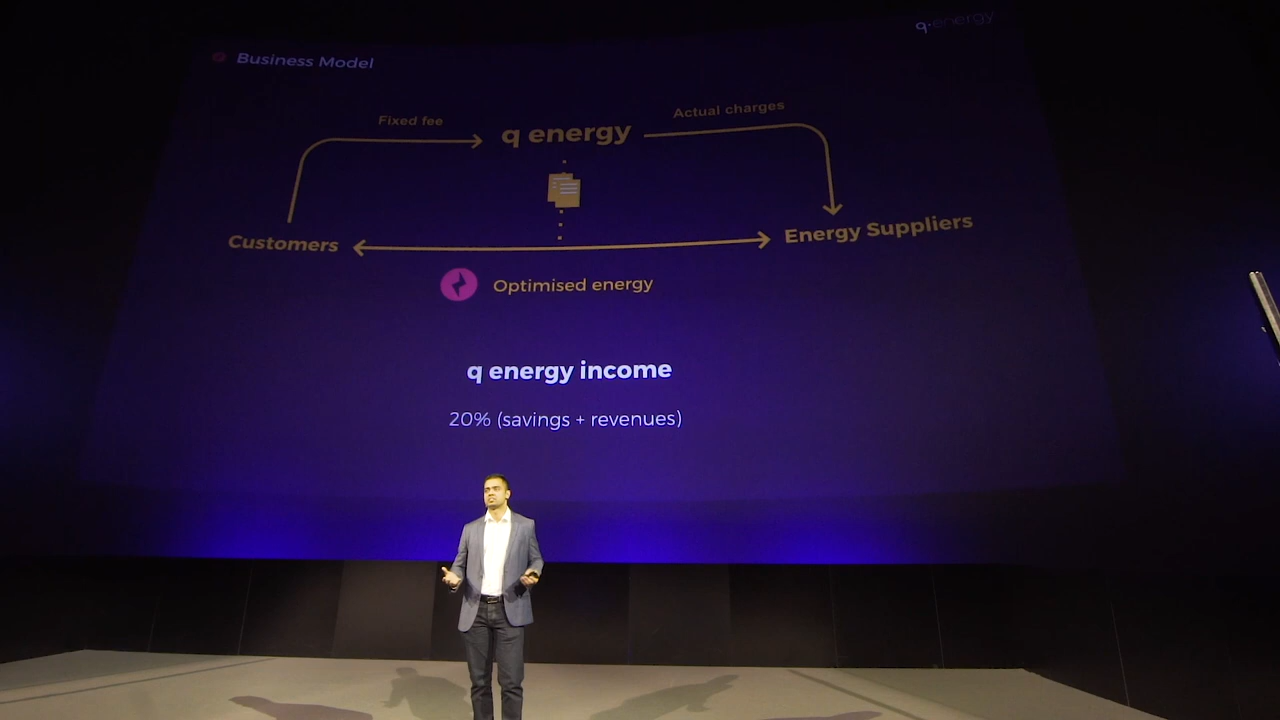 q-energy
Business Model
Fixed fee
Actual charges
q energy
Customers
Energy Suppliers
Optimised energy
q energy income
20% (savings + revenues)